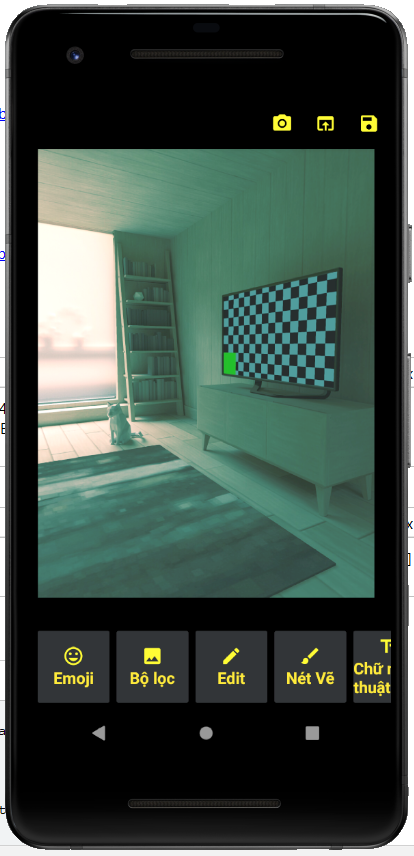 Emoji
Bộ lọc
Edit
Nét Vẽ
Chữ
thuật